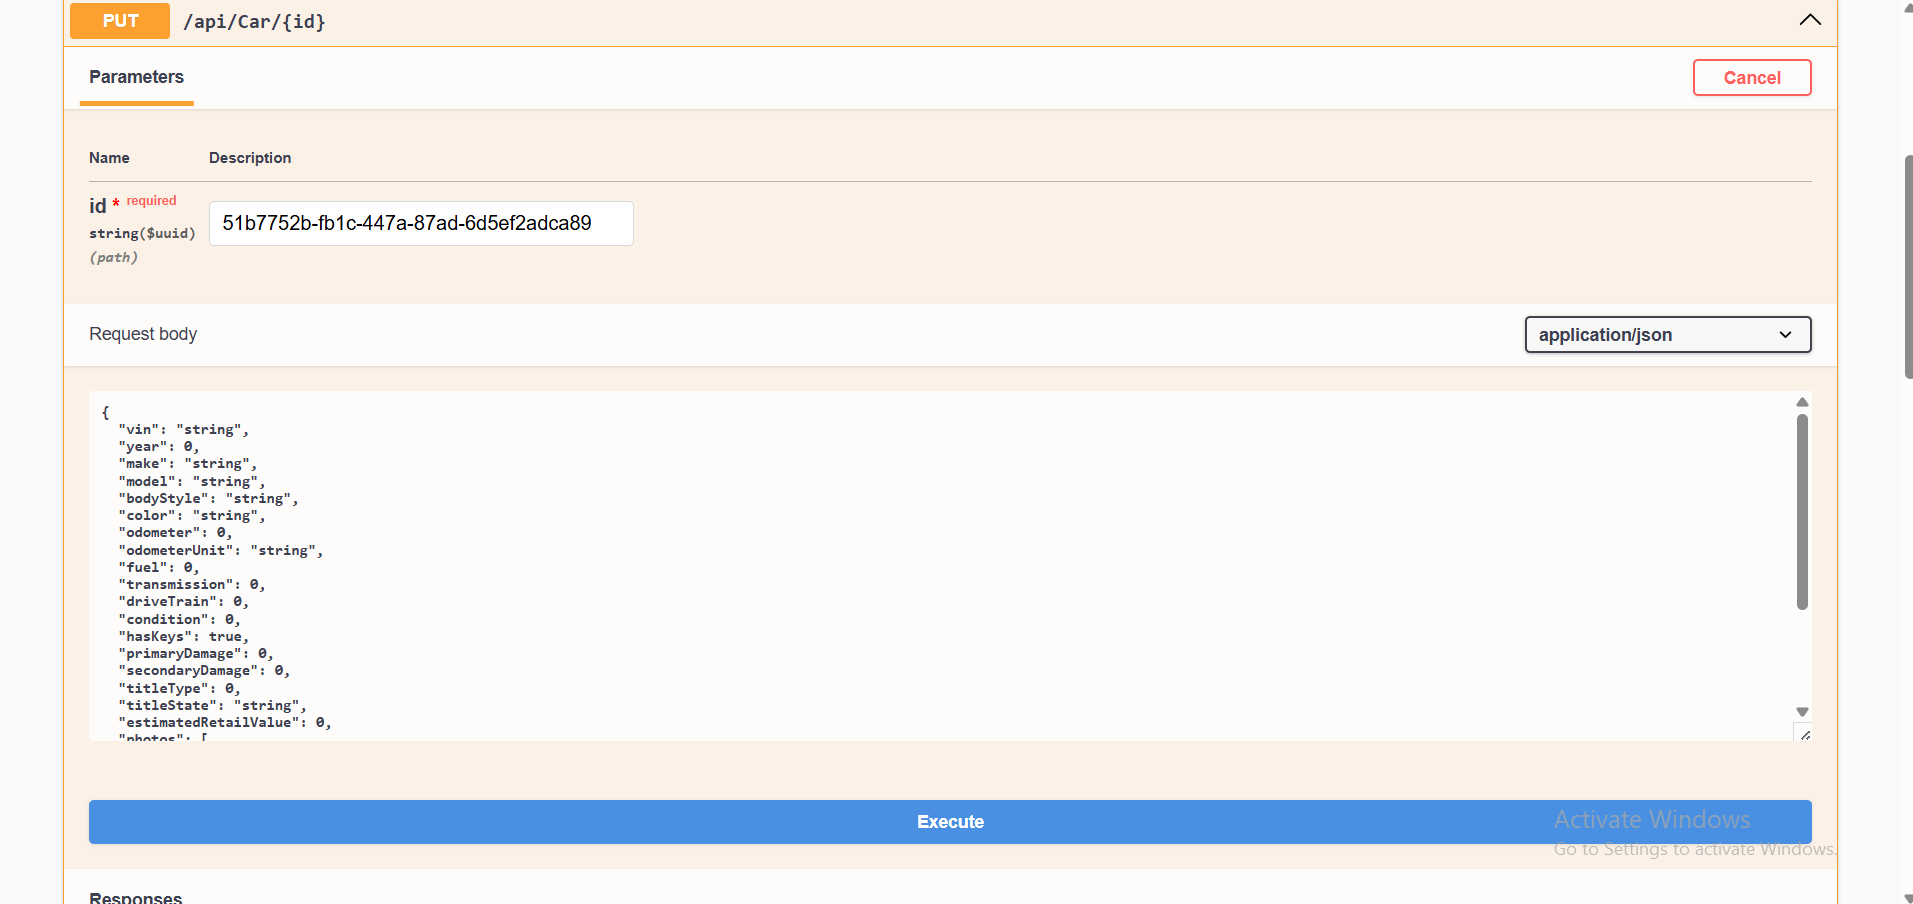 PUT /api/Car/{id}
Parameters
Cancel
Name Description
id * required
string($uuid)
(path)
51b7752b-fb1c-447a-87ad-6d5ef2adca89
Request body
application/json
{
"vin": "string",
"year": 0,
"make": "string",
"model": "string",
"bodyStyle": "string",
"color": "string",
"odometer": 0,
"odometerUnit": "string",
"fuel": 0,
"transmission": 0,
"driveTrain": 0,
"condition": 0,
"hasKeys": true,
"primaryDamage": 0,
"secondaryDamage": 0,
"titleType": 0,
"titleState": "string",
"estimatedRetailValue": 0,
"photos": [
Execute
Activate Windows
Go to Settings to activate Windows.
Responses